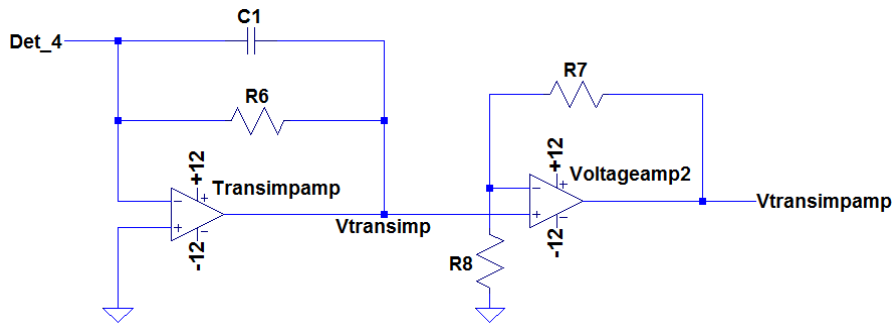 C1
Det_4
R6
R7
+12
Transimpamp
+12
Voltageamp2
Vtransimp
Vtransimpamp
-12
-12
R8